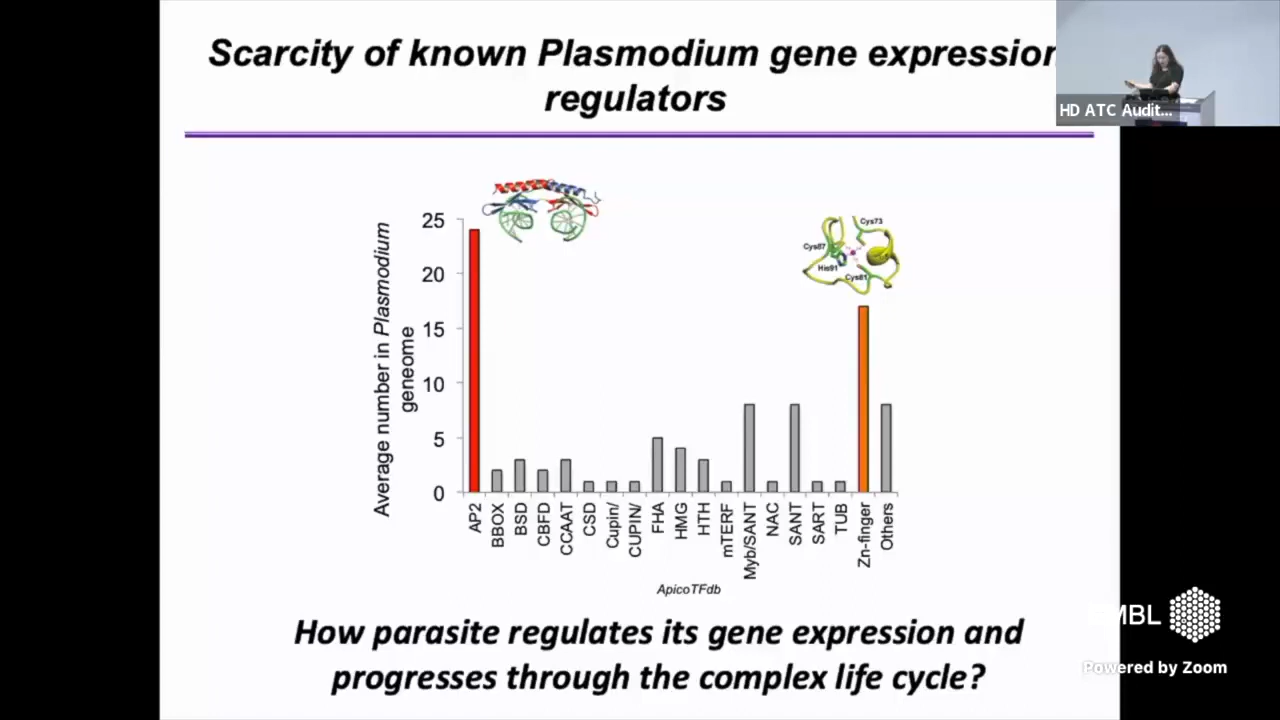 Scarcity of known Plasmodium gene expression
regulators
HD ATC Audit...
Average number in Plasmodium
geneome
25
20
15
10
5
0
Cys73
Cys87
His91
Cys81
AP2
BBOX
BSD
CBFD
CCAAT
CSD
Cupin/
CUPIN/
FHA
HMG
HTH
mTERF
Myb/SANT
NAC
SANT
SART
TUB
Zn-finger
Others
ApicoTFdb
How parasite regulates its gene expression and
progresses through the complex life cycle?
EMBL
Powered by Zoom